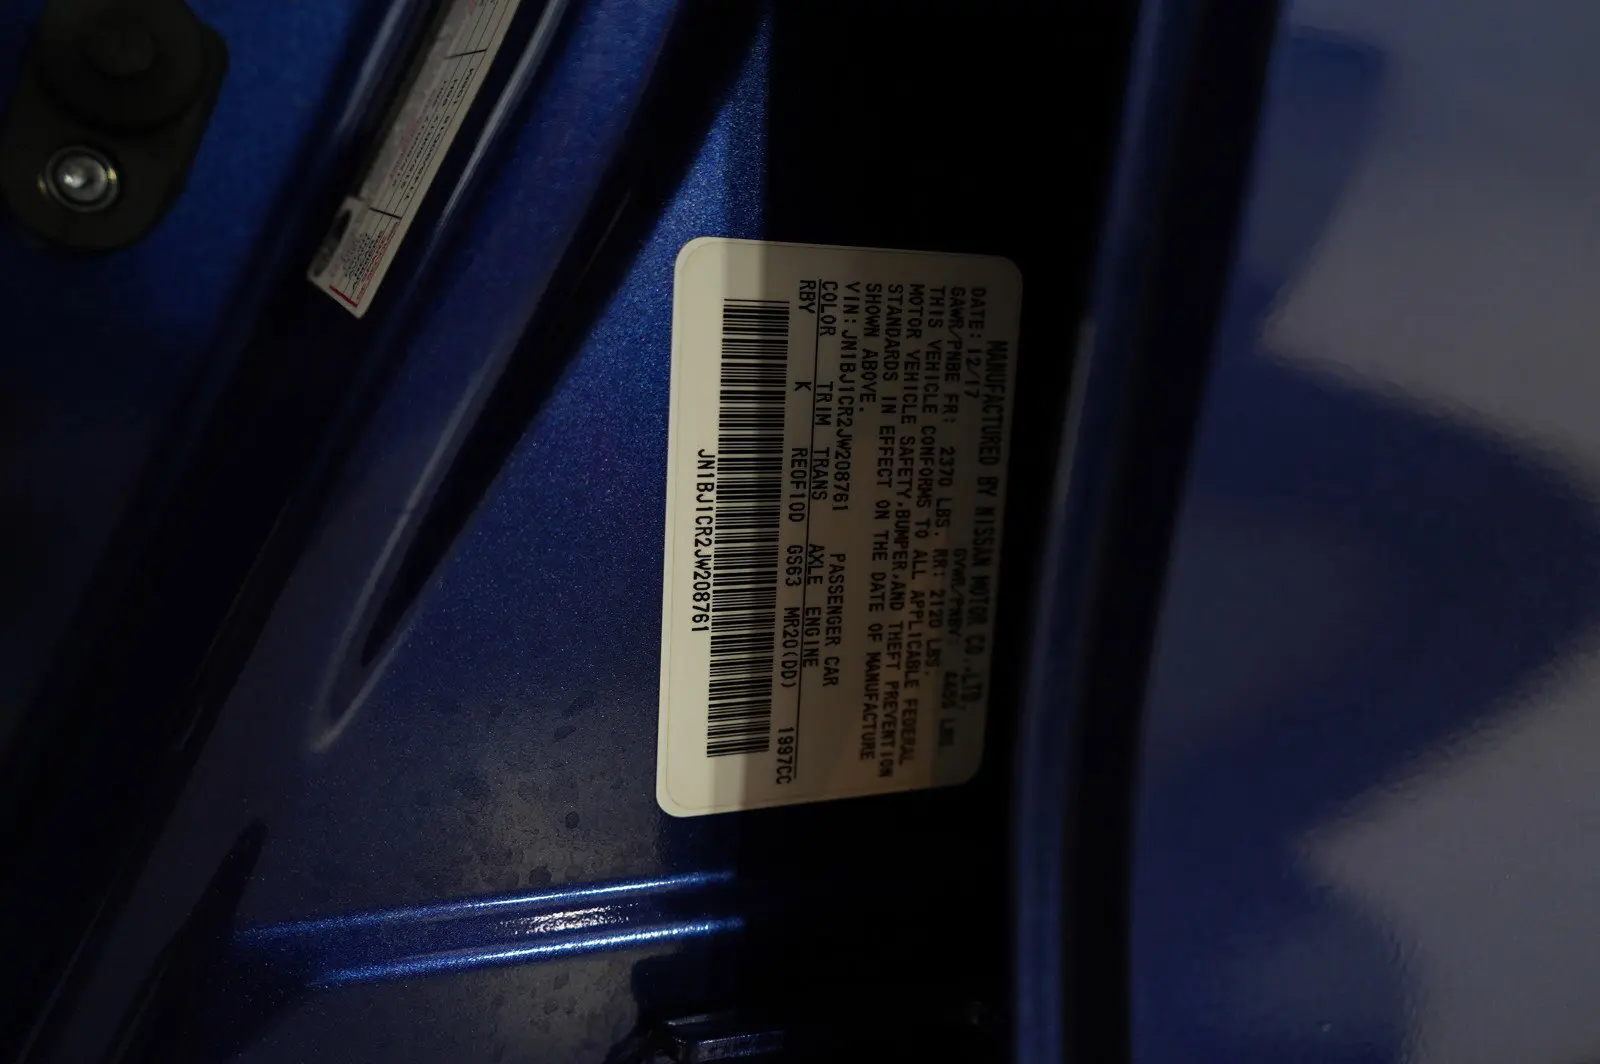 MANUFACTURED BY NISSAN MOTOR CO.,LTD.
DATE: 12/17 GVWR/PNBV: 4495 LBS.
GAWR/PNBE FR: 2370 LBS. RR: 2120 LBS.
THIS VEHICLE CONFORMS TO ALL APPLICABLE FEDERAL
MOTOR VEHICLE SAFETY,BUMPER,AND THEFT PREVENTION
STANDARDS IN EFFECT ON THE DATE OF MANUFACTURE
SHOWN ABOVE.
VIN:JN1BJ1CR2JW208761 PASSENGER CAR
COLOR TRIM TRANS AXLE ENGINE
RBY K RE0F10D GS63 MR20(DD) 1997CC
JN1BJ1CR2JW208761